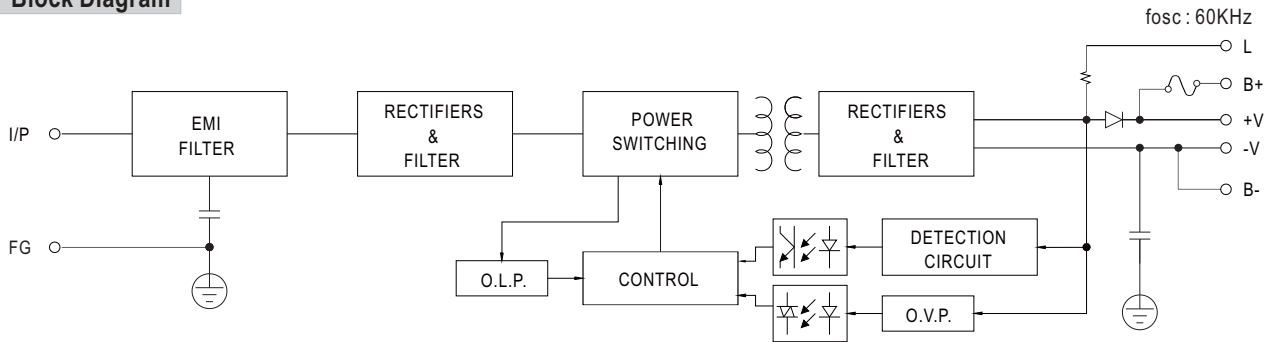 Block Diagram
fosc : 60KHz
L
B+
+V
-V
B-
I/P
EMI
FILTER
RECTIFIERS
&
FILTER
POWER
SWITCHING
RECTIFIERS
&
FILTER
FG
O.L.P.
CONTROL
DETECTION
CIRCUIT
O.V.P.